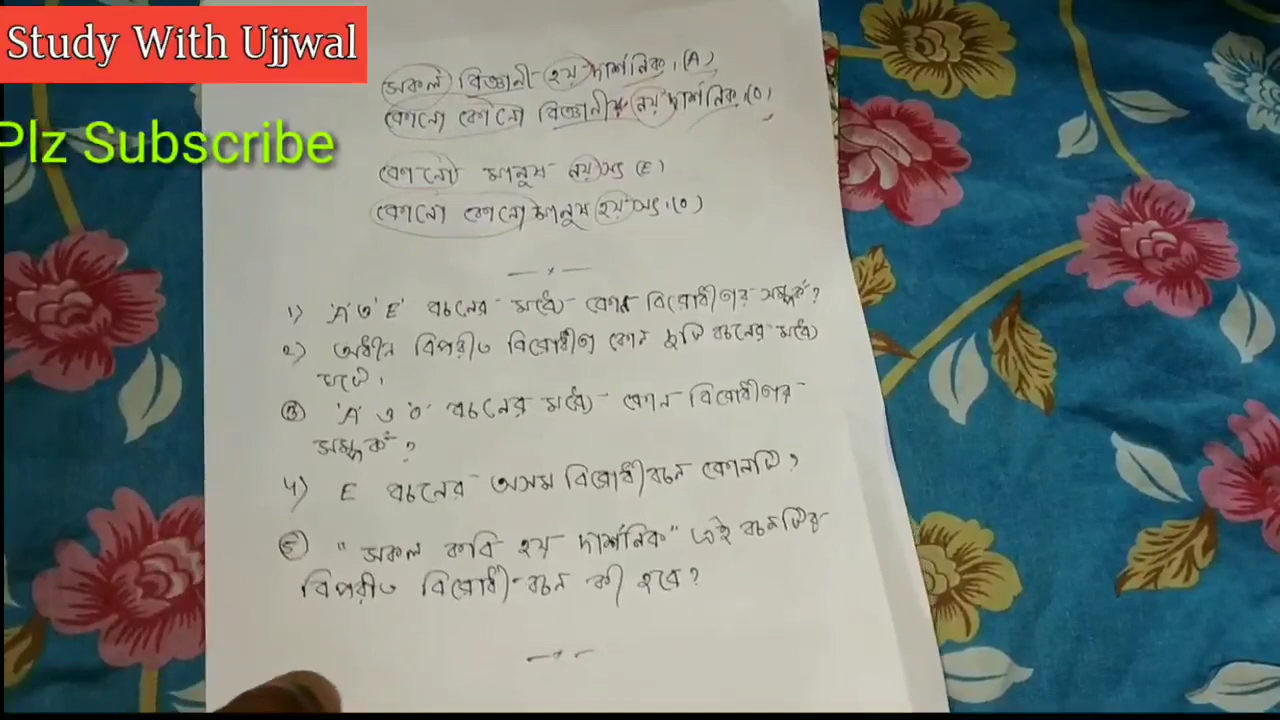 Study With Ujjwal
Plz Subscribe
সকল বিজ্ঞানী হয় দার্শনিক। (A)
কোনো কোনো বিজ্ঞানী নয় দার্শনিক। (O)
কোনো মানুষ নয় সৎ (E)
কোনো কোনো মানুষ হয় সৎ। (O)
১) 'A' ও 'E' বচনের মধ্যে কোন বিরোধীতার সম্পর্ক?
২) অধীন বিপরীত বিরোধীতা কোন দুটি বচনের মধ্যে
ঘটে।
৩ 'A' ও 'O' বচনের মধ্যে কোন বিরোধীতার
সম্পর্ক?
৪) E বচনের অসম বিরোধী বচন কোনটি?
৫ "সকল কবি হয় দার্শনিক" এই বচনটির
বিপরীত বিরোধী বচন কী হবে?